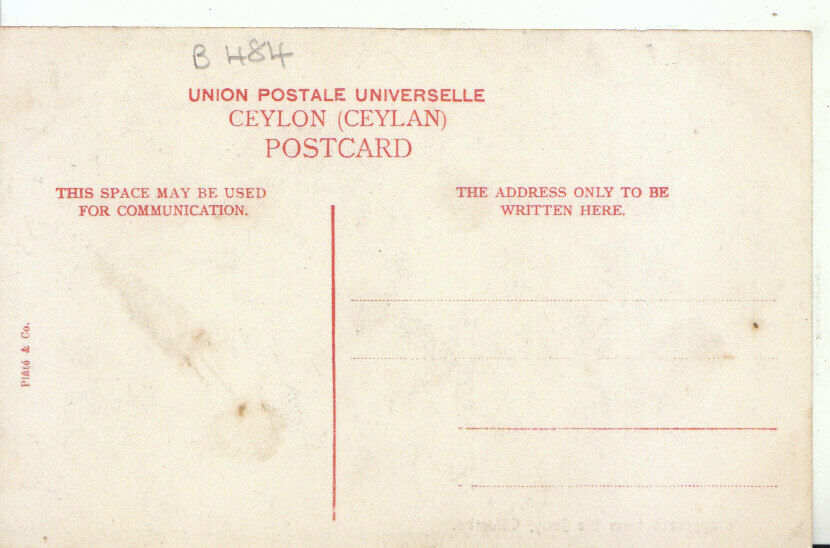 B 484
UNION POSTALE UNIVERSELLE
CEYLON (CEYLAN)
POSTCARD
THIS SPACE MAY BE USED
FOR COMMUNICATION.
THE ADDRESS ONLY TO BE
WRITTEN HERE.
Plâté & Co.